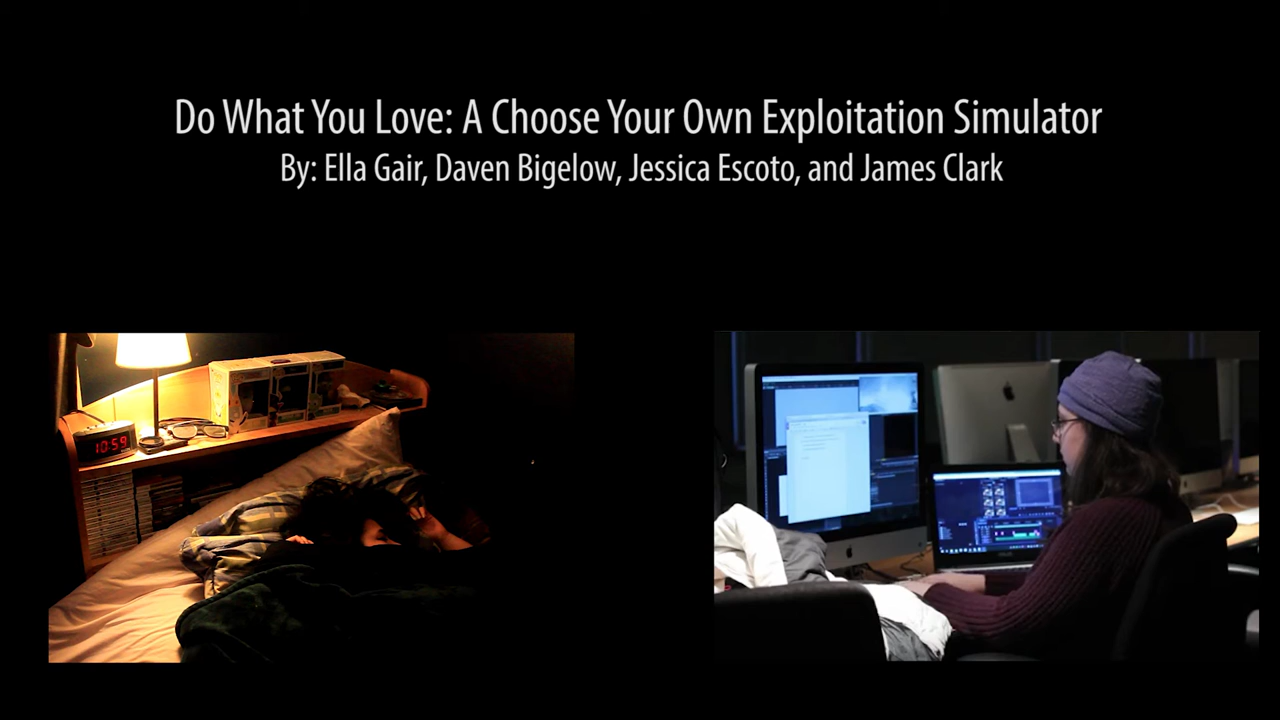 Do What You Love: A Choose Your Own Exploitation Simulator
By: Ella Gair, Daven Bigelow, Jessica Escoto, and James Clark
10:59